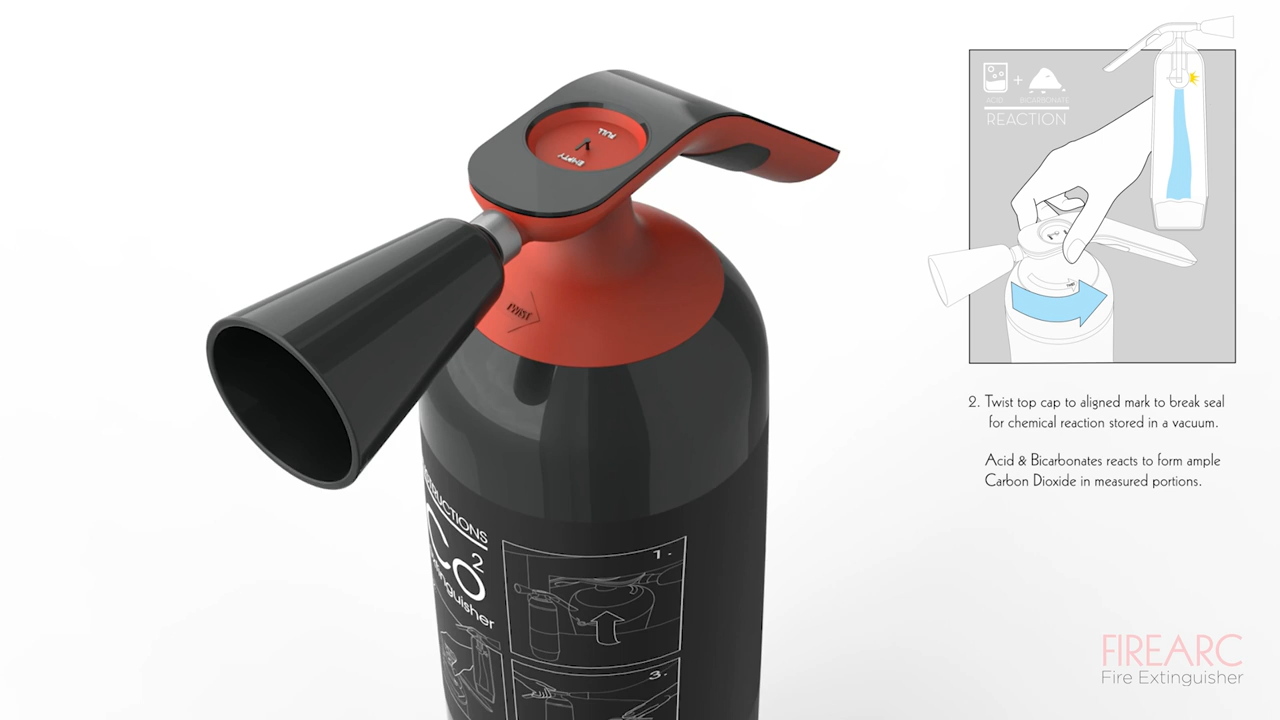 FULL
EMPTY
TWIST
INSTRUCTIONS
Co2
Extinguisher
1.
3.
ACID + BICARBONATE
REACTION
2. Twist top cap to aligned mark to break seal
for chemical reaction stored in a vacuum.
Acid & Bicarbonates reacts to form ample
Carbon Dioxide in measured portions.
FIREARC
Fire Extinguisher